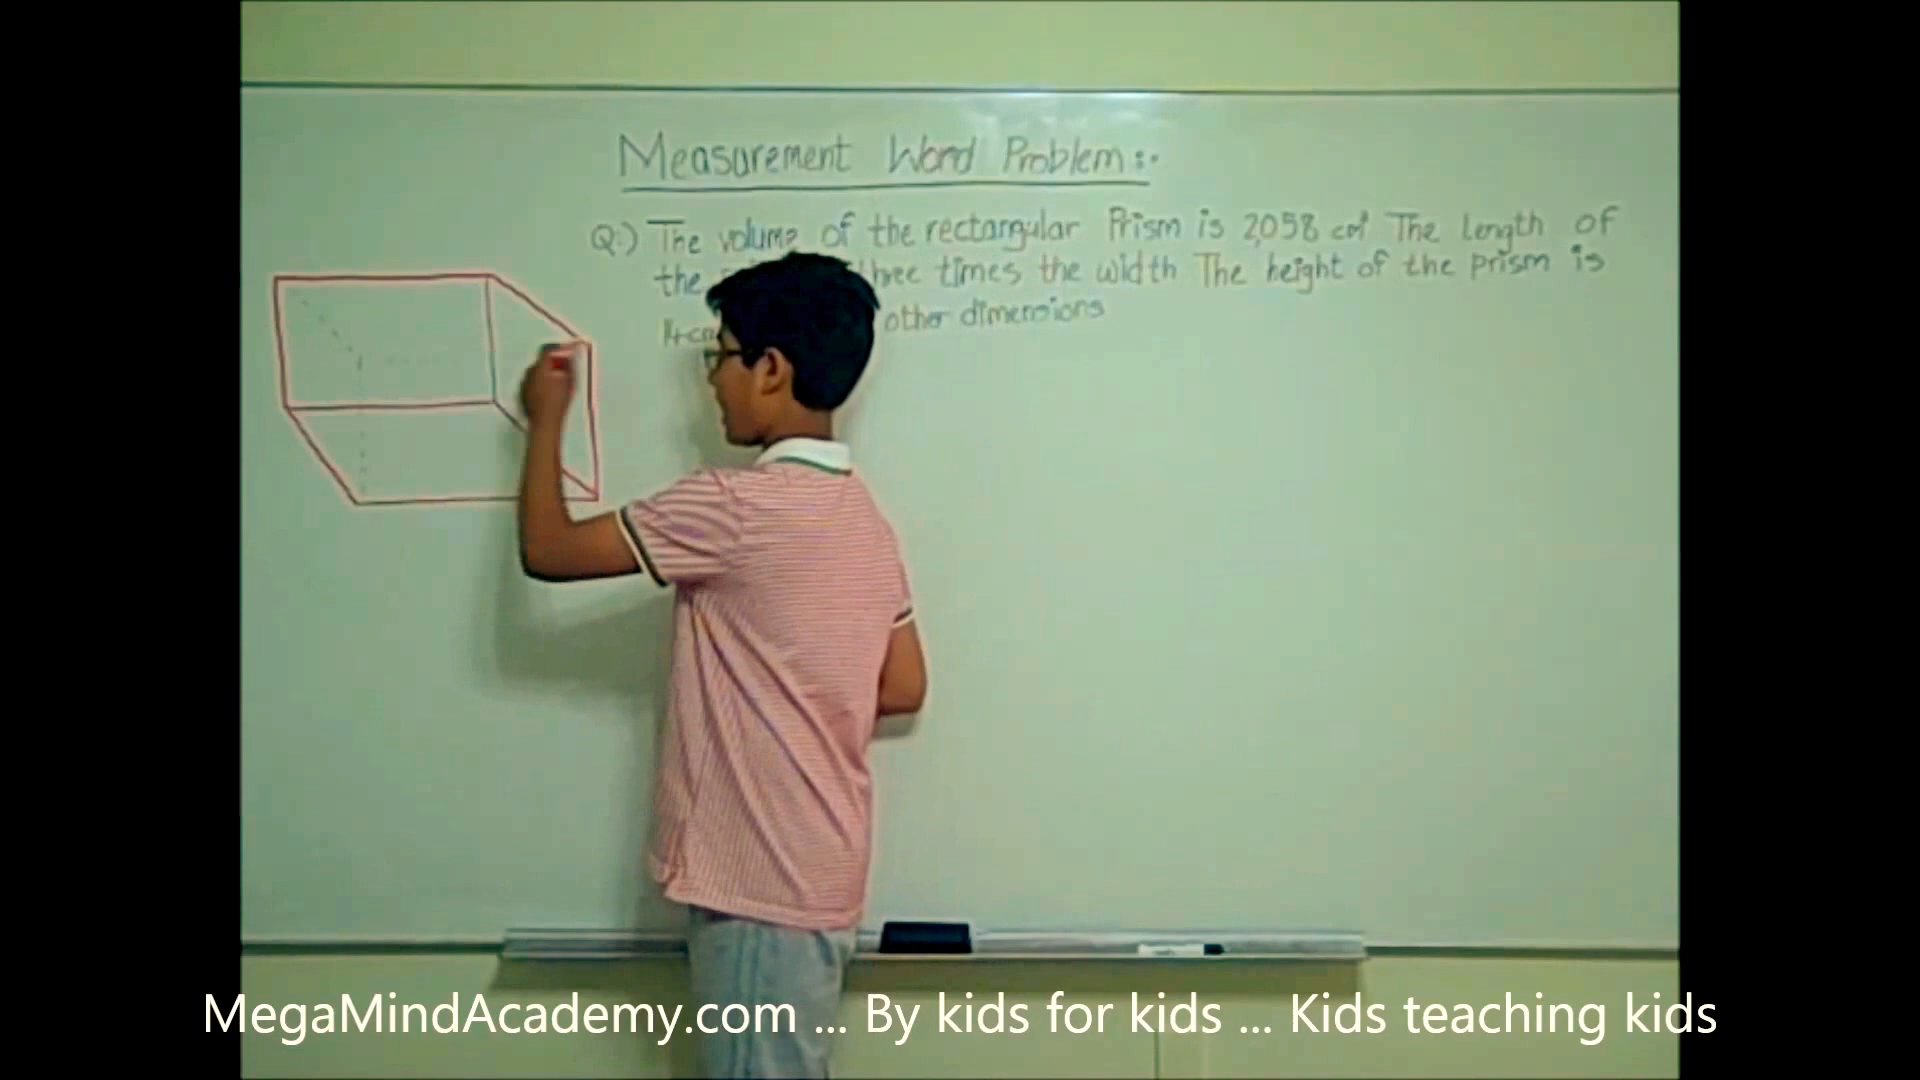 Measurement Word Problem:-
Q:) The volume of the rectangular Prism is 2,058 cm³ The Length of
the three times the width The height of the prism is
other dimensions
MegaMindAcademy.com ... By kids for kids ... Kids teaching kids